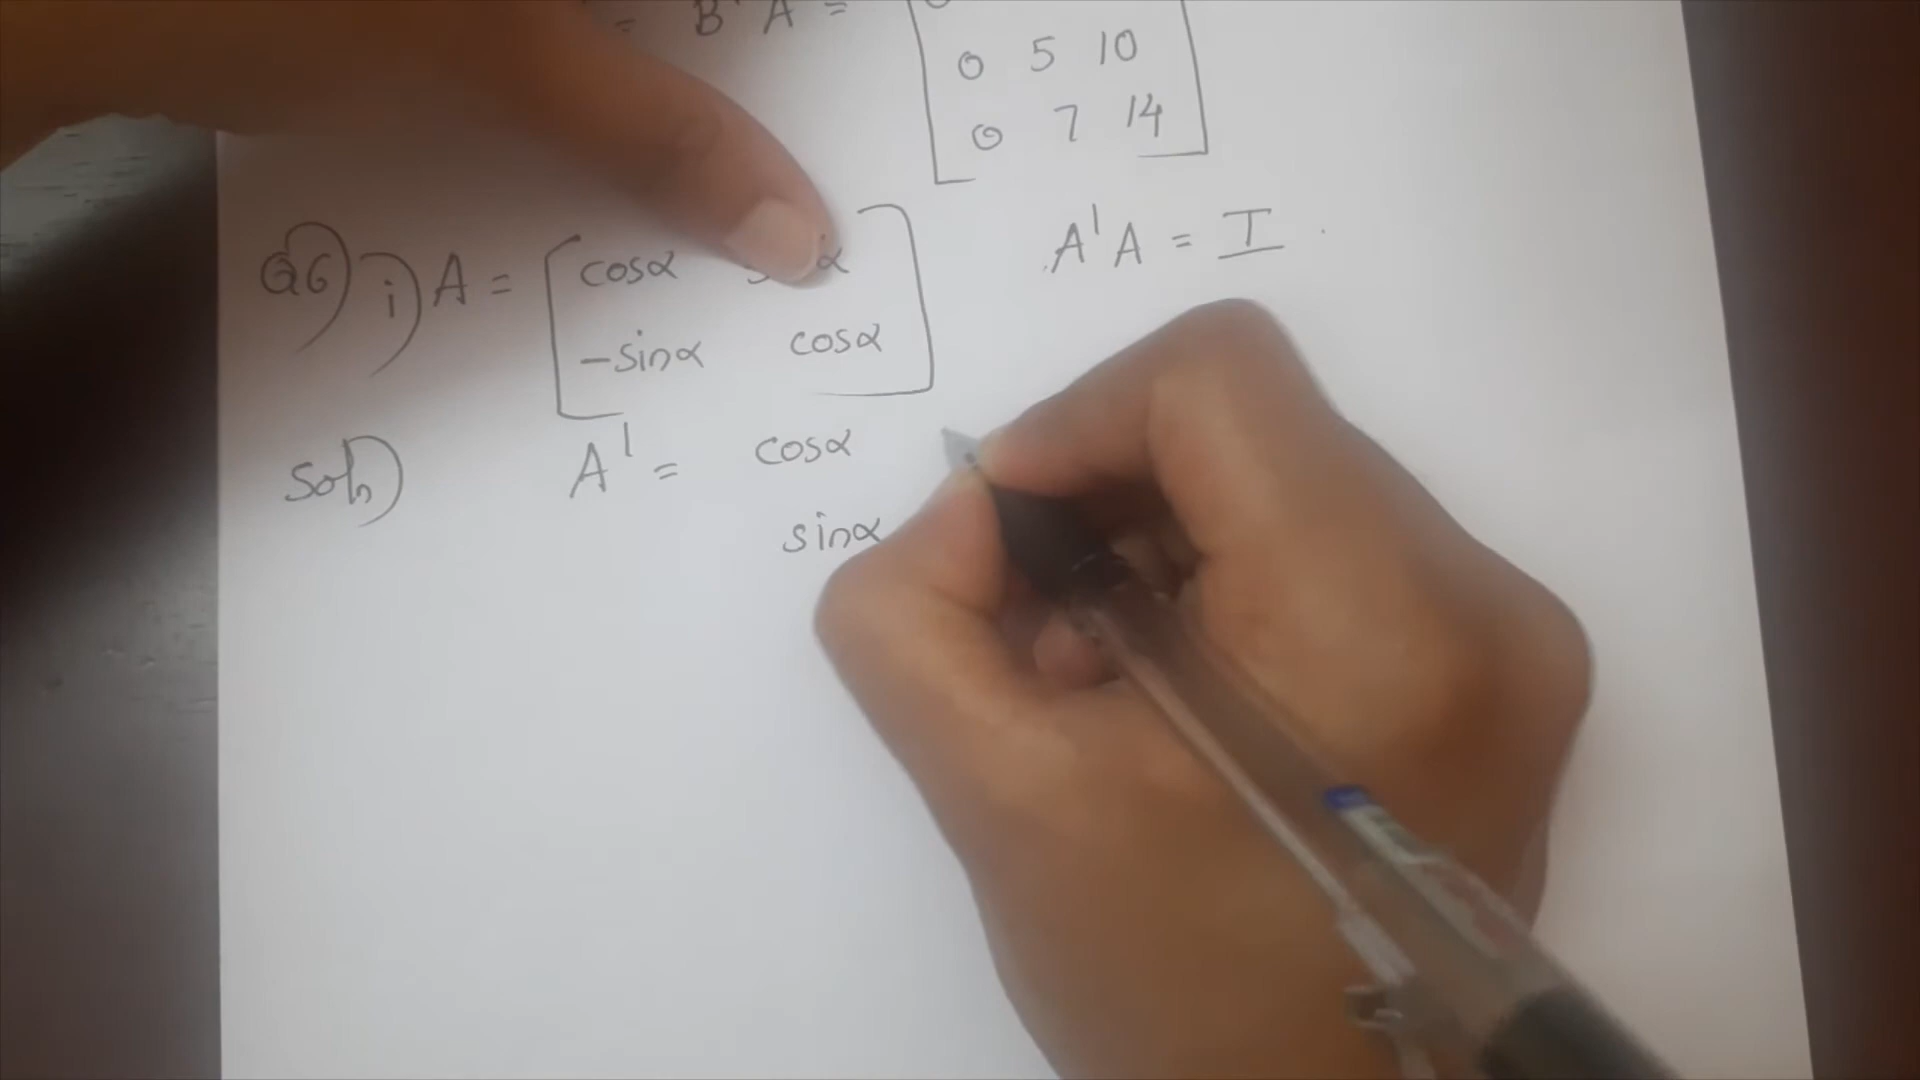 = B' A =
0 5 10
0 7 14
Q6) i) A = [ cosα α ] A'A = I
-sinα cosα
Soln) A' = cosα
sinα